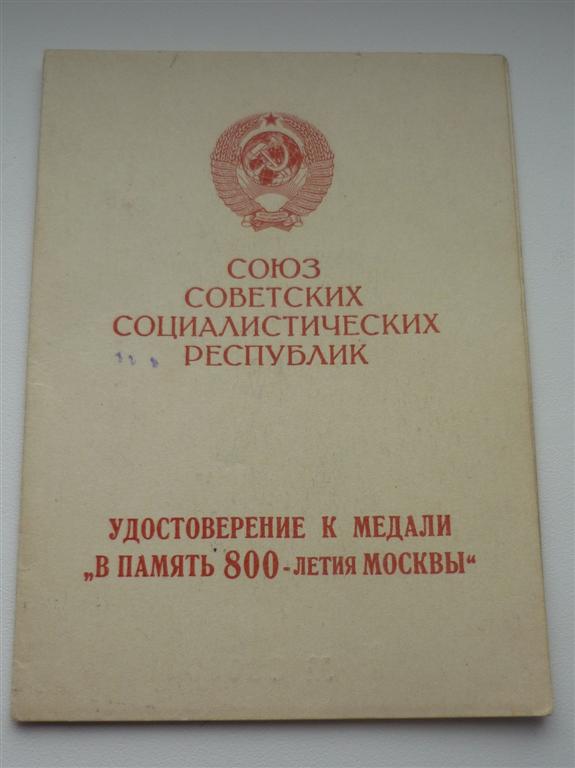 СОЮЗ
СОВЕТСКИХ
СОЦИАЛИСТИЧЕСКИХ
РЕСПУБЛИК
УДОСТОВЕРЕНИЕ К МЕДАЛИ
„В ПАМЯТЬ 800-ЛЕТИЯ МОСКВЫ“